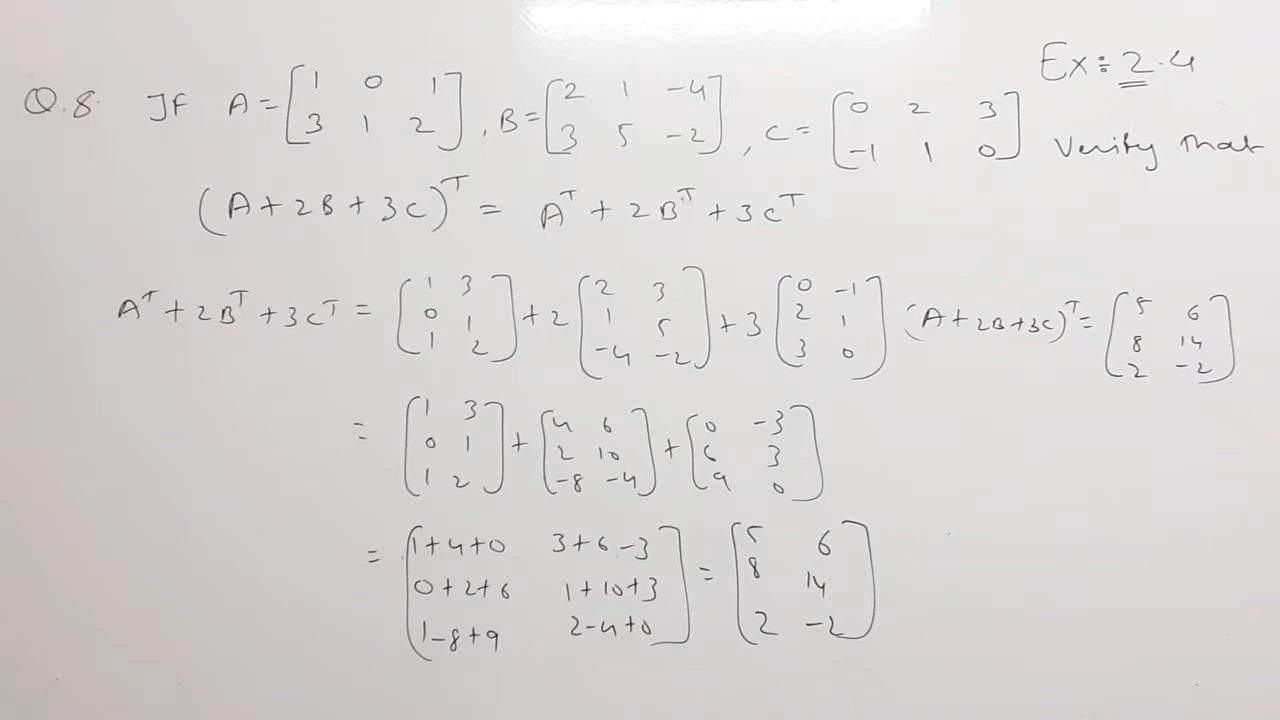 Ex: 2.4
Q.8. If A = [1 0 1; 3 1 2], B = [2 1 -4; 3 5 -2], C = [0 2 3; -1 1 0] Verify that
(A + 2B + 3C)^T = A^T + 2B^T + 3C^T
A^T + 2B^T + 3C^T = [1 3; 0 1; 1 2] + 2[2 3; 1 5; -4 -2] + 3[0 -1; 2 1; 3 0] (A + 2B + 3C)^T = [5 6; 8 14; 2 -2]
= [1 3; 0 1; 1 2] + [4 6; 2 10; -8 -4] + [0 -3; 6 3; 9 0]
= [1+4+0 3+6-3; 0+2+6 1+10+3; 1-8+9 2-4+0] = [5 6; 8 14; 2 -2]